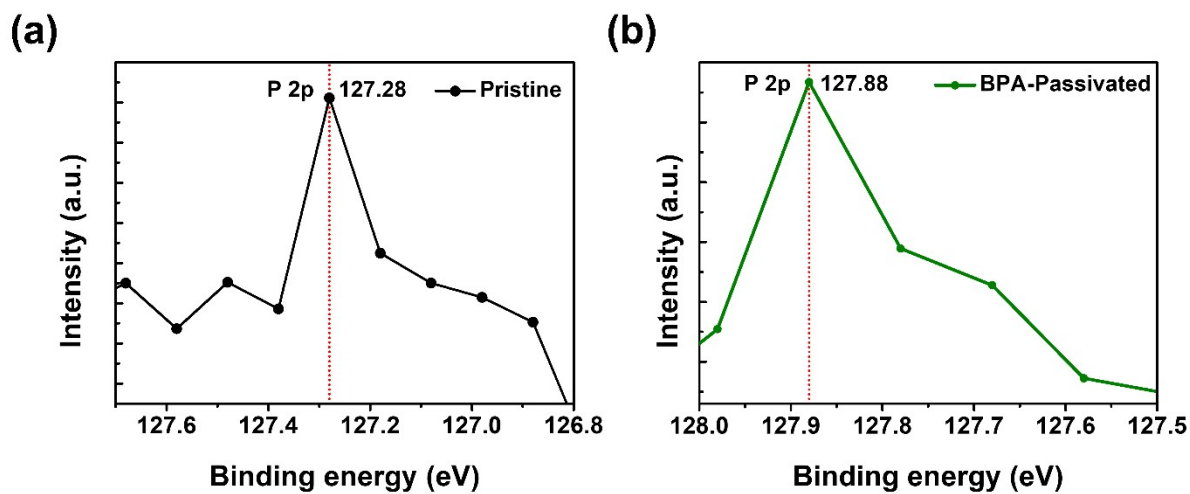 (a)
P 2p 127.28
Pristine
Intensity (a.u.)
127.6 127.4 127.2 127.0 126.8
Binding energy (eV)
(b)
P 2p 127.88
BPA-Passivated
Intensity (a.u.)
128.0 127.9 127.8 127.7 127.6 127.5
Binding energy (eV)